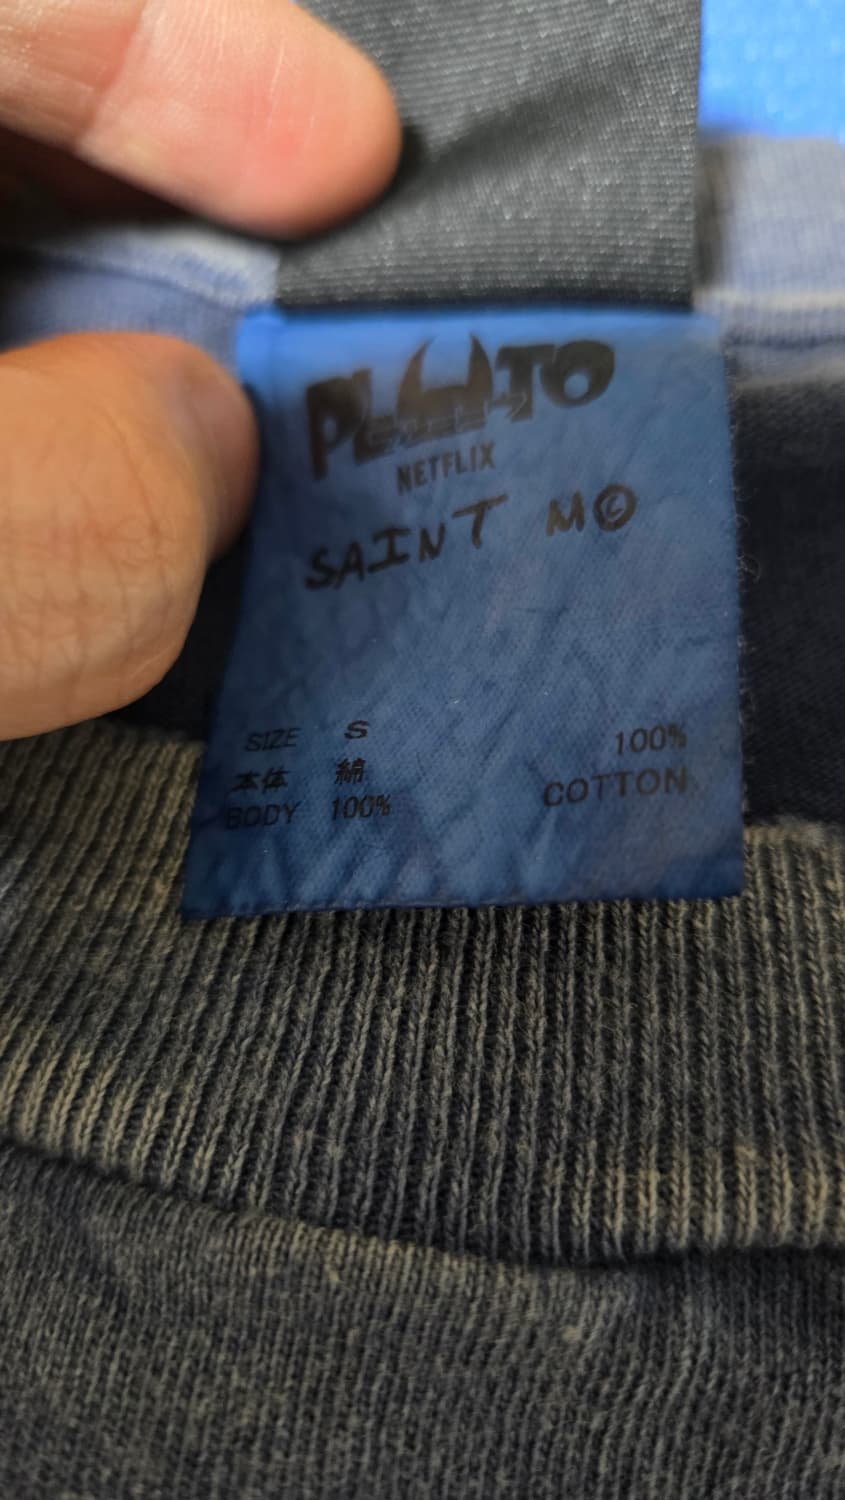 PLUTO
NETFLIX
SAINT M©
SIZE S
本体 綿
BODY 100%
100%
COTTON